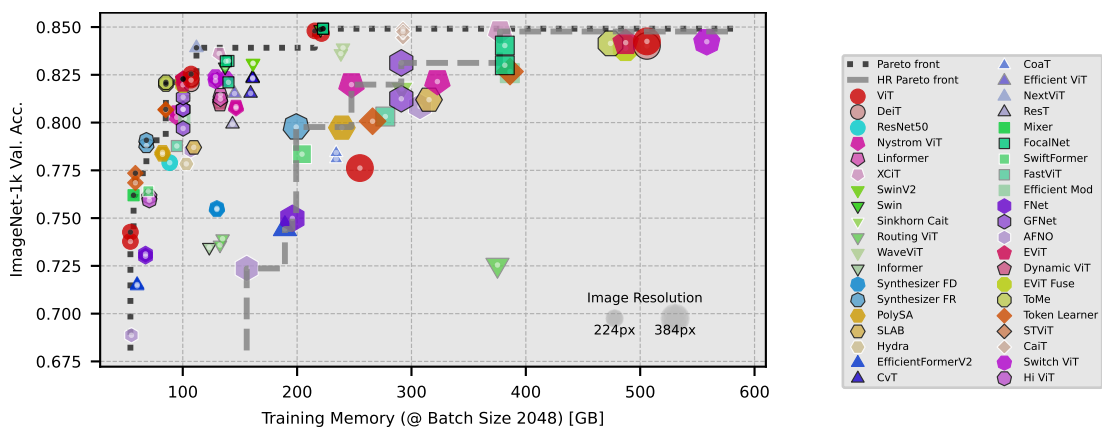 0.850
0.825
0.800
0.775
0.750
0.725
0.700
0.675
ImageNet-1k Val. Acc.
100
200
300
400
500
600
Training Memory (@ Batch Size 2048) [GB]
Image Resolution
224px
384px
Pareto front
HR Pareto front
ViT
DeiT
ResNet50
Nystrom ViT
Linformer
XCiT
SwinV2
Swin
Sinkhorn Cait
Routing ViT
WaveViT
Informer
Synthesizer FD
Synthesizer FR
PolySA
SLAB
Hydra
EfficientFormerV2
CvT
CoaT
Efficient ViT
NextViT
ResT
Mixer
FocalNet
SwiftFormer
FastViT
Efficient Mod
FNet
GFNet
AFNO
EViT
Dynamic ViT
EViT Fuse
ToMe
Token Learner
STViT
CaiT
Switch ViT
Hi ViT